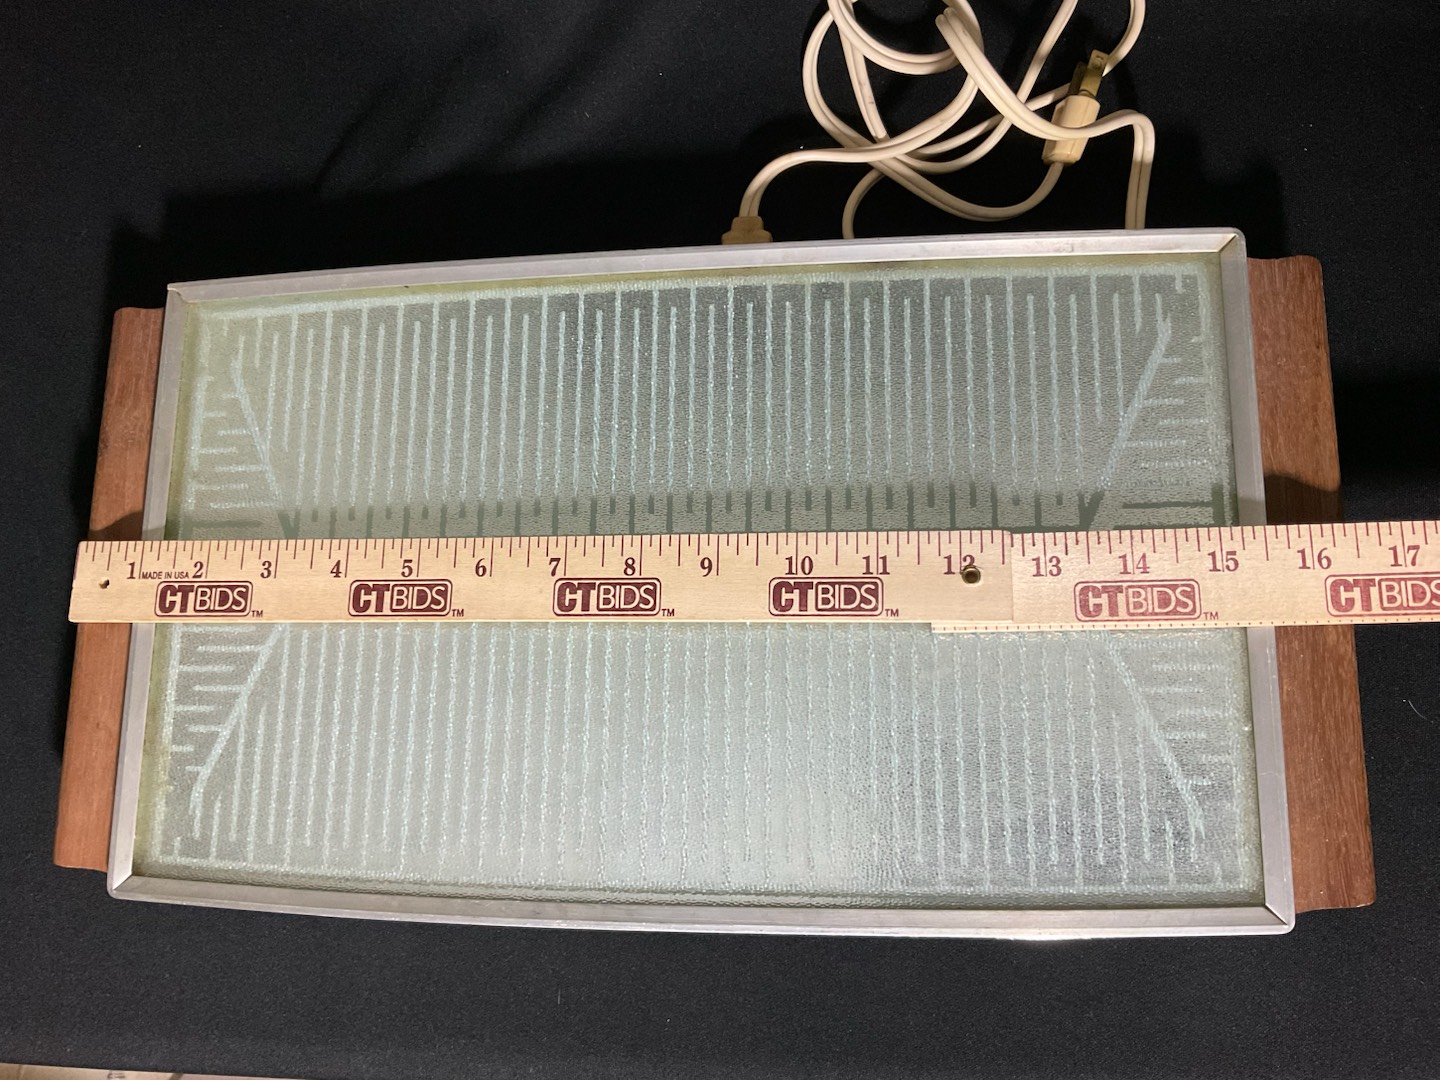 1 2 3 4 5 6 7 8 9 10 11 12 13 14 15 16 17
MADE IN USA
CTBIDS™ CTBIDS™ CTBIDS™ CTBIDS™ CTBIDS™ CTBIDS